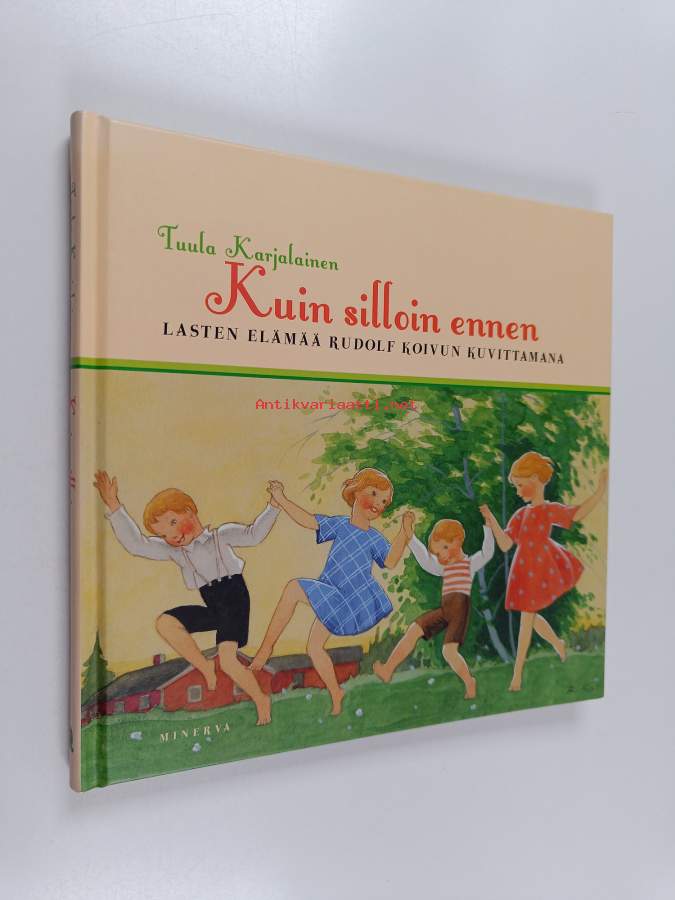 Tuula Karjalainen
Kuin silloin ennen
LASTEN ELÄMÄÄ RUDOLF KOIVUN KUVITTAMANA
Antikvariaatti.net
MINERVA